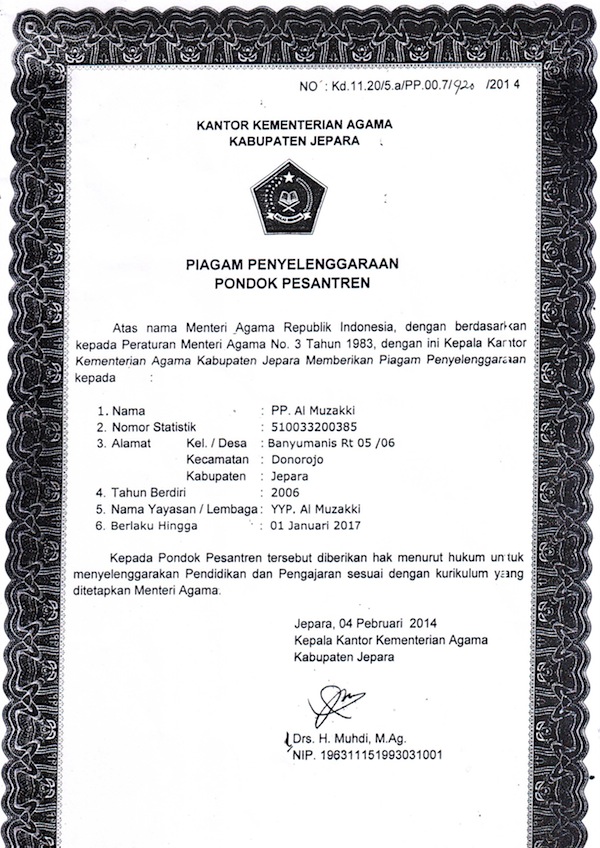 NO : Kd.11.20/5.a/PP.00.7/920 /2014
KANTOR KEMENTERIAN AGAMA
KABUPATEN JEPARA
PIAGAM PENYELENGGARAAN
PONDOK PESANTREN
Atas nama Menteri Agama Republik Indonesia, dengan berdasarkan
kepada Peraturan Menteri Agama No. 3 Tahun 1983, dengan ini Kepala Kantor
Kementerian Agama Kabupaten Jepara Memberikan Piagam Penyelenggaraan
kepada :
1. Nama : PP. Al Muzakki
2. Nomor Statistik : 510033200385
3. Alamat Kel. / Desa : Banyumanis Rt 05 /06
Kecamatan : Donorojo
Kabupaten : Jepara
4. Tahun Berdiri : 2006
5. Nama Yayasan / Lembaga : YYP. Al Muzakki
6. Berlaku Hingga : 01 Januari 2017
Kepada Pondok Pesantren tersebut diberikan hak menurut hukum untuk
menyelenggarakan Pendidikan dan Pengajaran sesuai dengan kurikulum yang
ditetapkan Menteri Agama.
Jepara, 04 Pebruari 2014
Kepala Kantor Kementerian Agama
Kabupaten Jepara
Drs. H. Muhdi, M.Ag.
NIP. 196311151993031001